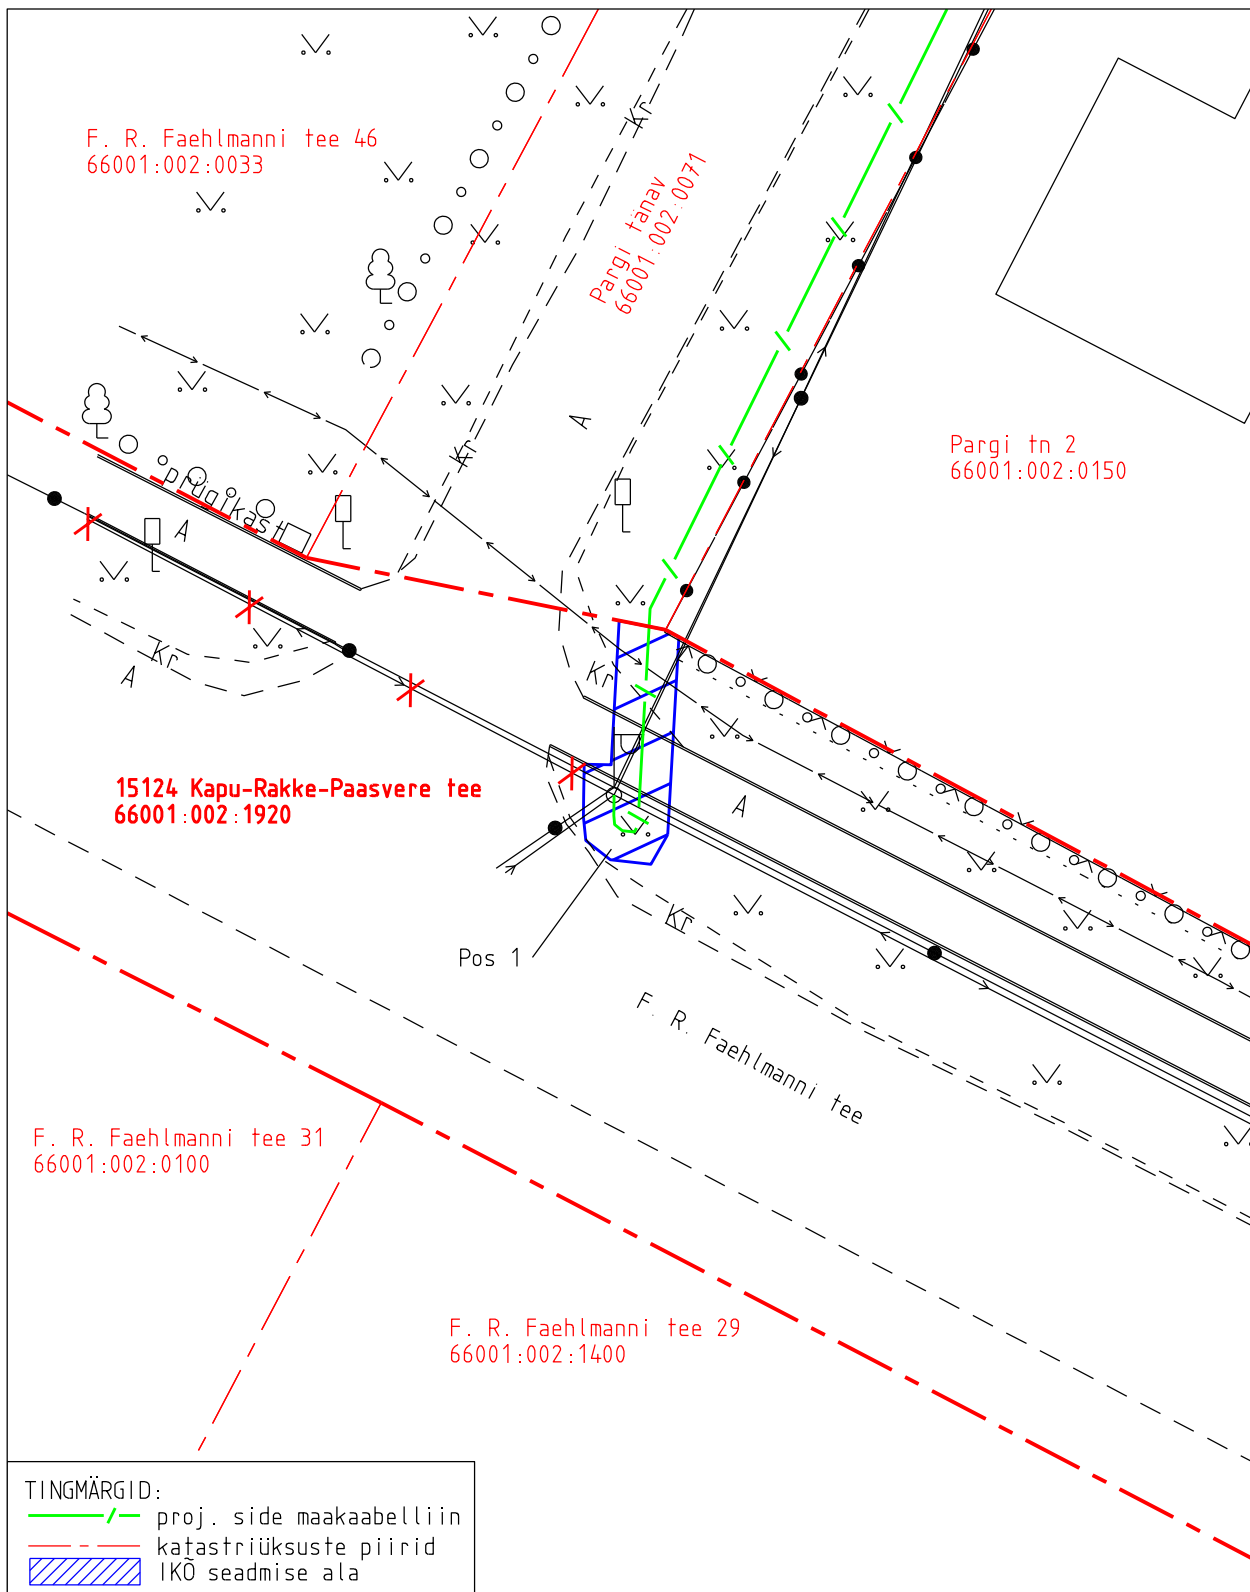 F. R. Faehlmanni tee 46
66001:002:0033
Kr
Pargi tänav
66001:002:0071
A
Kr
Pargi tn 2
66001:002:0150
prügikast
A
Kr
A
Kr
15124 Kapu-Rakke-Paasvere tee
66001:002:1920
A
Kr
Pos 1
F. R. Faehlmanni tee
F. R. Faehlmanni tee 31
66001:002:0100
F. R. Faehlmanni tee 29
66001:002:1400
TINGMÄRGID:
proj. side maakaabelliin
katastriüksuste piirid
IKÕ seadmise ala